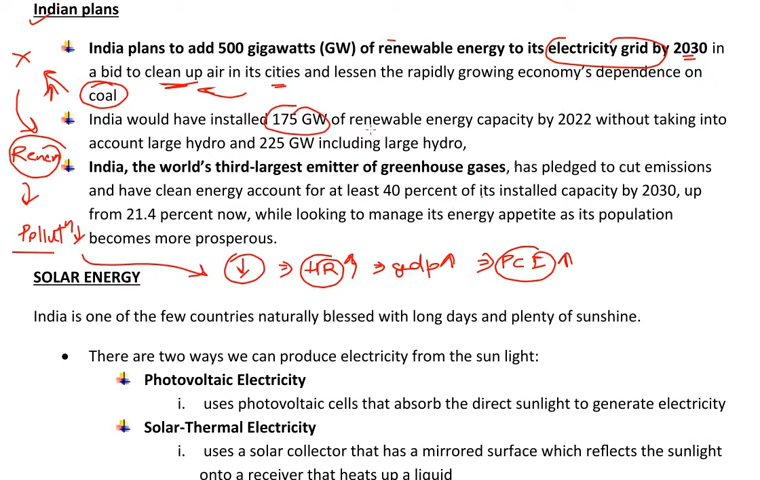 Indian plans
India plans to add 500 gigawatts (GW) of renewable energy to its electricity grid by 2030 in
a bid to clean up air in its cities and lessen the rapidly growing economy's dependence on
coal
India would have installed 175 GW of renewable energy capacity by 2022 without taking into
account large hydro and 225 GW including large hydro,
Renew
India, the world's third-largest emitter of greenhouse gases, has pledged to cut emissions
and have clean energy account for at least 40 percent of its installed capacity by 2030, up
from 21.4 percent now, while looking to manage its energy appetite as its population
Pollutn ↓
becomes more prosperous.
↓ ⇒ HR ↑ ⇒ gdp ↑ ⇒ PCI ↑
SOLAR ENERGY
India is one of the few countries naturally blessed with long days and plenty of sunshine.
• There are two ways we can produce electricity from the sun light:
Photovoltaic Electricity
i. uses photovoltaic cells that absorb the direct sunlight to generate electricity
Solar-Thermal Electricity
i. uses a solar collector that has a mirrored surface which reflects the sunlight
onto a receiver that heats up a liquid